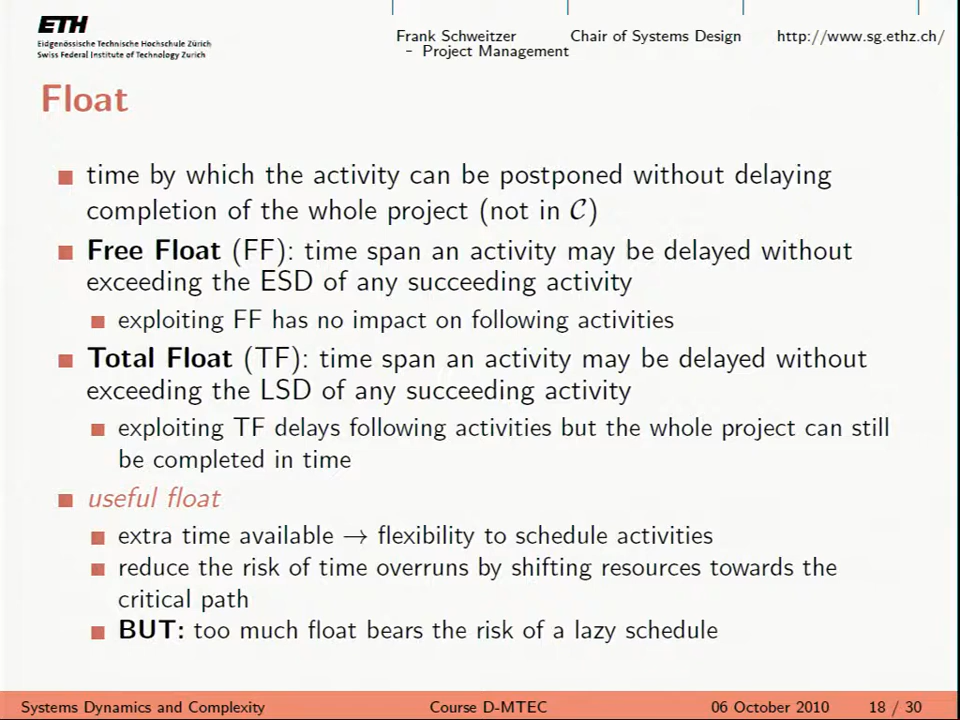 ETH
Eidgenössische Technische Hochschule Zürich
Swiss Federal Institute of Technology Zurich
Frank Schweitzer
– Project Management
Chair of Systems Design
http://www.sg.ethz.ch/
Float
time by which the activity can be postponed without delaying
completion of the whole project (not in C)
Free Float (FF): time span an activity may be delayed without
exceeding the ESD of any succeeding activity
exploiting FF has no impact on following activities
Total Float (TF): time span an activity may be delayed without
exceeding the LSD of any succeeding activity
exploiting TF delays following activities but the whole project can still
be completed in time
useful float
extra time available → flexibility to schedule activities
reduce the risk of time overruns by shifting resources towards the
critical path
BUT: too much float bears the risk of a lazy schedule
Systems Dynamics and Complexity
Course D-MTEC
06 October 2010
18 / 30